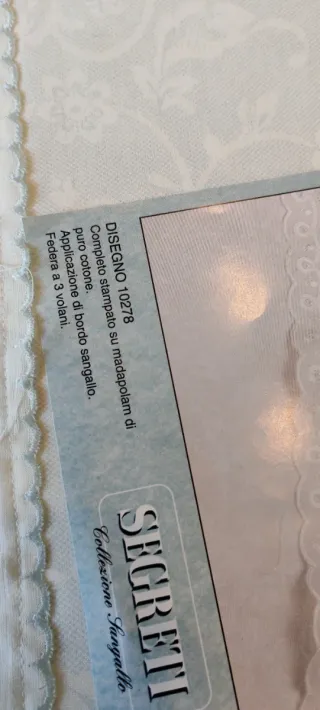 DISEGNO 10278
Completo stampato su madapolam di
puro cotone.
Applicazione di bordo sangallo.
Federa a 3 volani.
SEGRETI
Collezione Sangallo